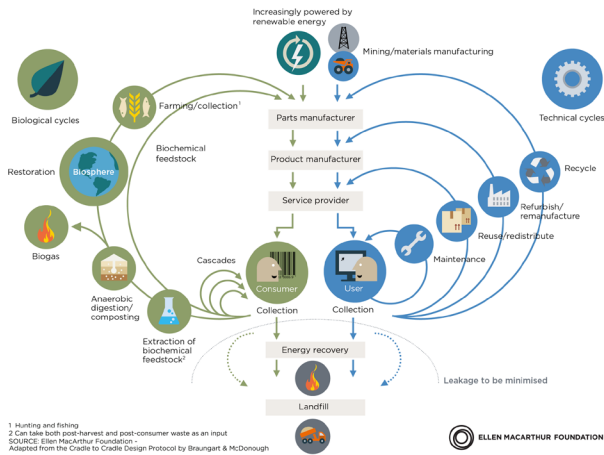 Increasingly powered by
renewable energy
Mining/materials manufacturing
Biological cycles
Technical cycles
Farming/collection¹
Parts manufacturer
Biochemical
feedstock
Product manufacturer
Restoration
Biosphere
Recycle
Service provider
Refurbish/
remanufacture
Reuse/redistribute
Biogas
Cascades
Maintenance
Consumer
User
Anaerobic
digestion/
composting
Collection
Collection
Extraction of
biochemical
feedstock²
Energy recovery
Leakage to be minimised
Landfill
1 Hunting and fishing
2 Can take both post-harvest and post-consumer waste as an input
SOURCE: Ellen MacArthur Foundation -
Adapted from the Cradle to Cradle Design Protocol by Braungart & McDonough
ELLEN MACARTHUR FOUNDATION